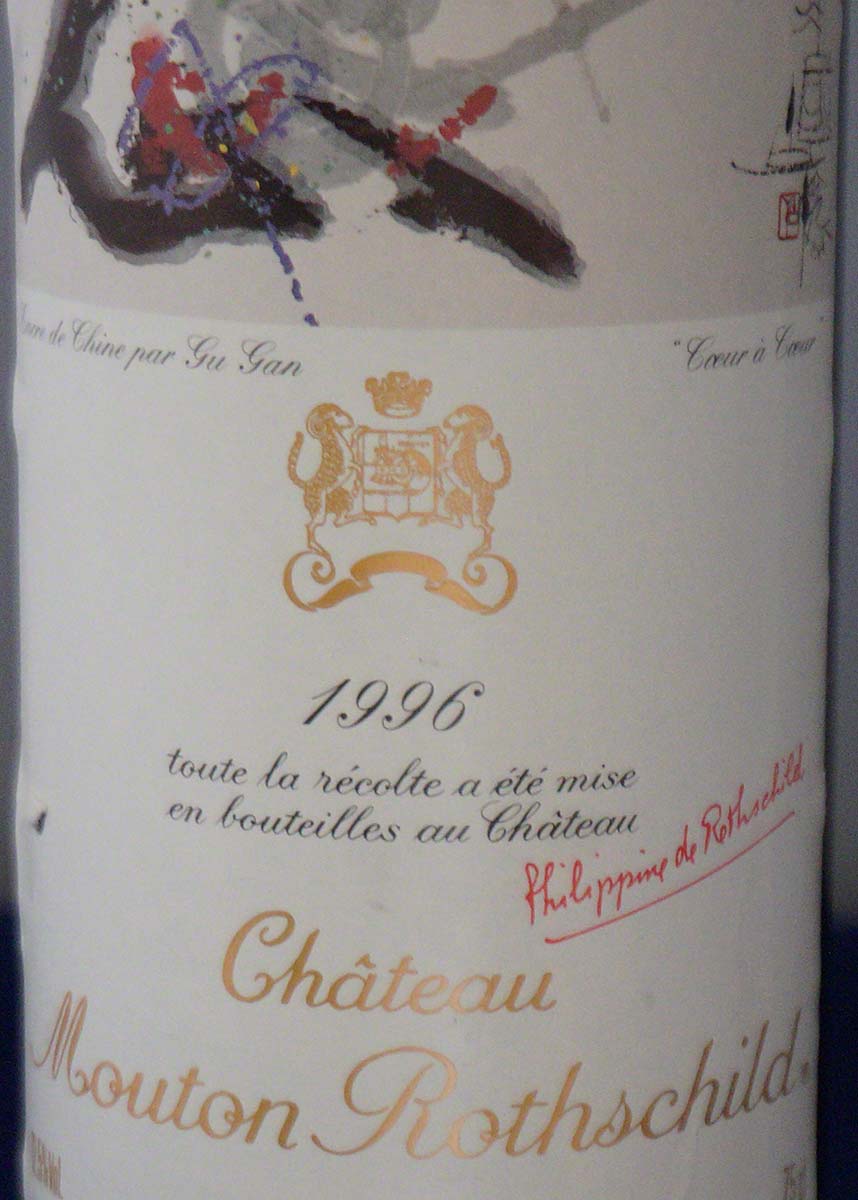 de Chine par Gu Gan
"Cœur à Cœur"
1996
toute la récolte a été mise
en bouteilles au Château
Philippine de Rothschild
Château
Mouton Rothschild